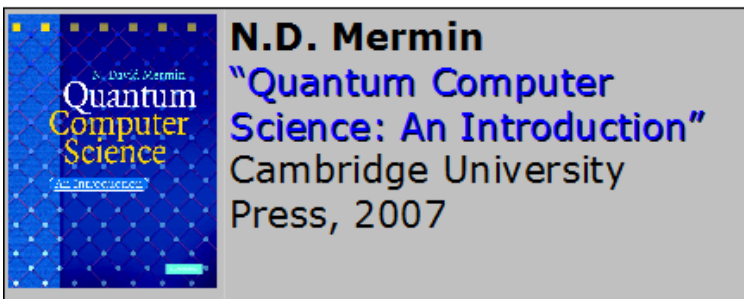 N. David Mermin
Quantum
Computer
Science
An Introduction
N.D. Mermin
“Quantum Computer
Science: An Introduction”
Cambridge University
Press, 2007